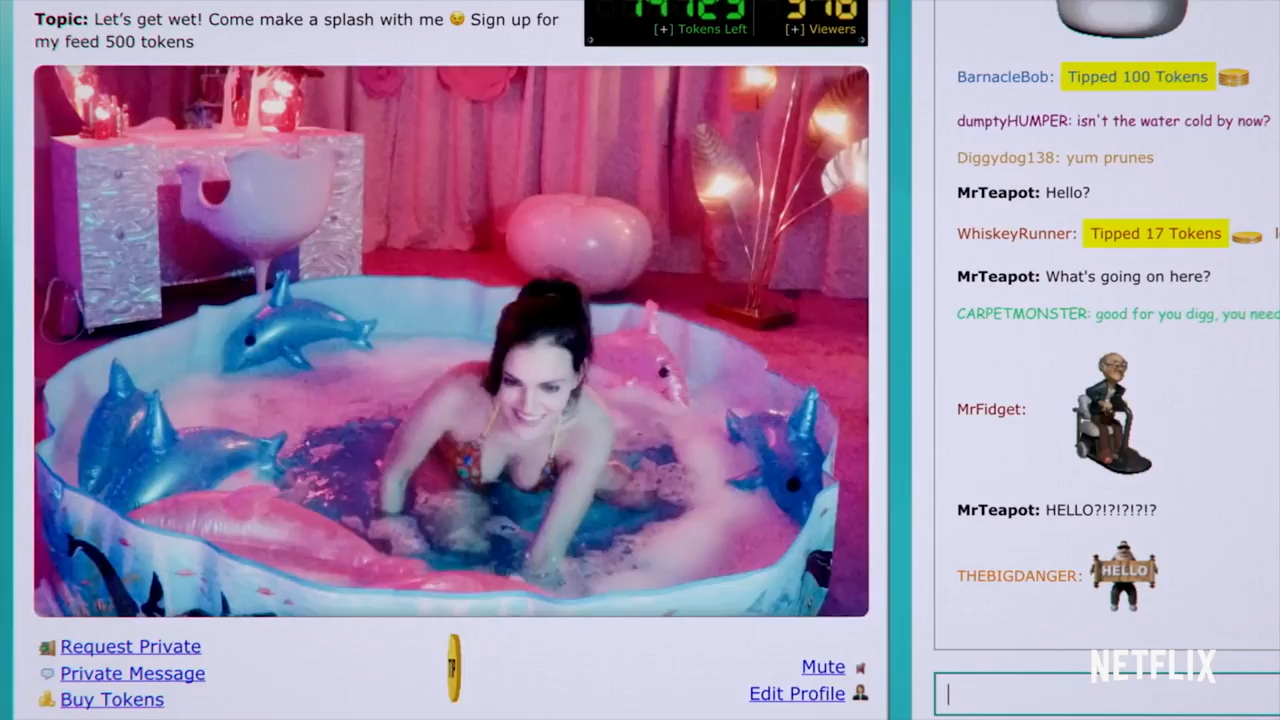 Topic: Let's get wet! Come make a splash with me 😉 Sign up for
my feed 500 tokens
[+] Tokens Left
[+] Viewers
Request Private
Private Message
Buy Tokens
TIP
Mute
Edit Profile
BarnacleBob: Tipped 100 Tokens
dumptyHUMPER: isn't the water cold by now?
Diggydog138: yum prunes
MrTeapot: Hello?
WhiskeyRunner: Tipped 17 Tokens
MrTeapot: What's going on here?
CARPETMONSTER: good for you digg, you need
MrFidget:
MrTeapot: HELLO?!?!?!?!?
THEBIGDANGER: HELLO
NETFLIX